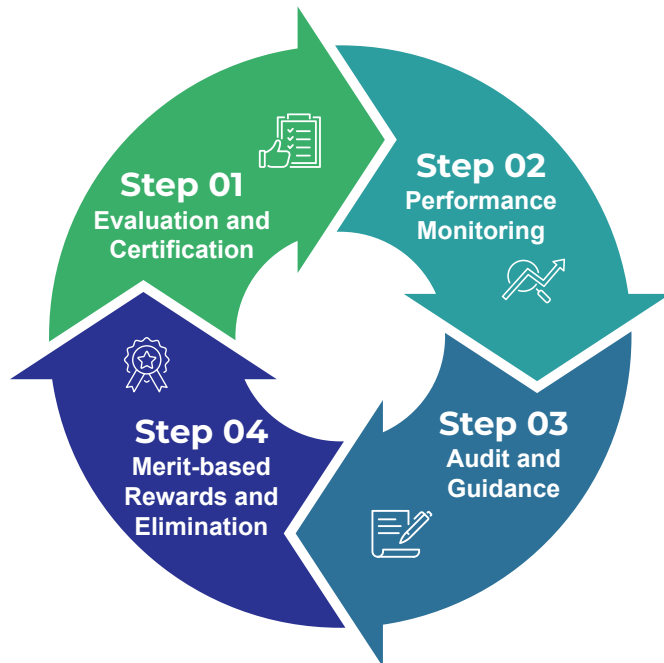 Step 01
Evaluation and
Certification
Step 02
Performance
Monitoring
Step 03
Audit and
Guidance
Step 04
Merit-based
Rewards and
Elimination